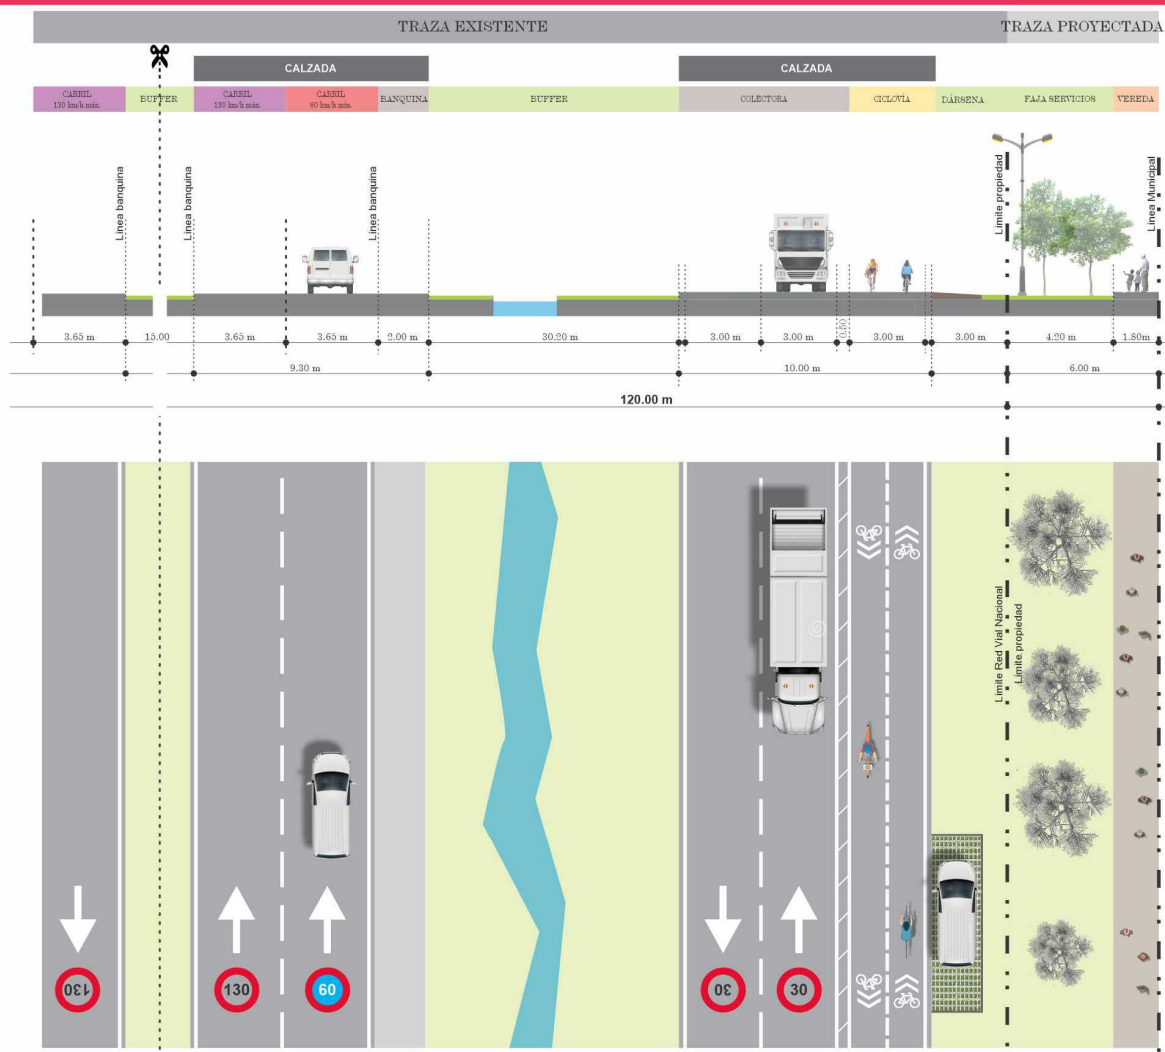 TRAZA EXISTENTE
TRAZA PROYECTADA
CALZADA
CALZADA
CARRIL
130 km/h máx.
BUFFER
CARRIL
130 km/h máx.
CARRIL
60 km/h mín.
BANQUINA
BUFFER
COLECTORA
CICLOVÍA
DÁRSENA
FAJA SERVICIOS
VEREDA
Línea banquina
Línea banquina
Línea banquina
Límite propiedad
Línea Municipal
3.65 m
15.00
3.65 m
3.65 m
2.00 m
30.20 m
3.00 m
3.00 m
0.50
3.00 m
3.00 m
4.20 m
1.80m
9.30 m
10.00 m
6.00 m
120.00 m
Límite Red Vial Nacional
Límite propiedad
130
130
60
30
30